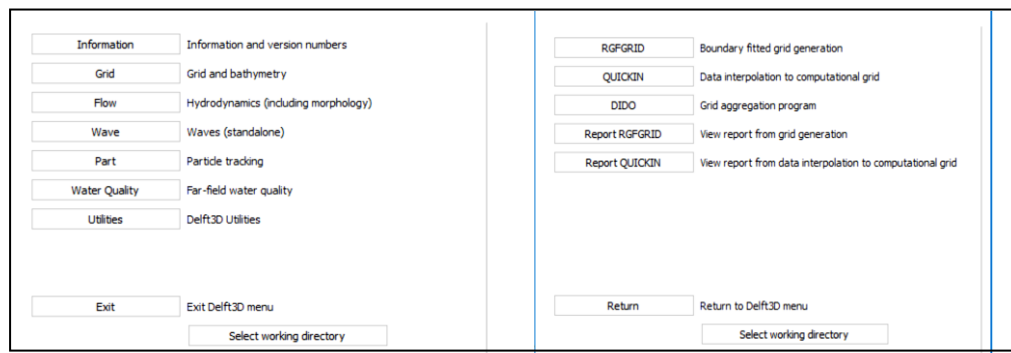 Information Information and version numbers
Grid Grid and bathymetry
Flow Hydrodynamics (including morphology)
Wave Waves (standalone)
Part Particle tracking
Water Quality Far-field water quality
Utilities Delft3D Utilities
Exit Exit Delft3D menu
Select working directory
RGFGRID Boundary fitted grid generation
QUICKIN Data interpolation to computational grid
DIDO Grid aggregation program
Report RGFGRID View report from grid generation
Report QUICKIN View report from data interpolation to computational grid
Return Return to Delft3D menu
Select working directory